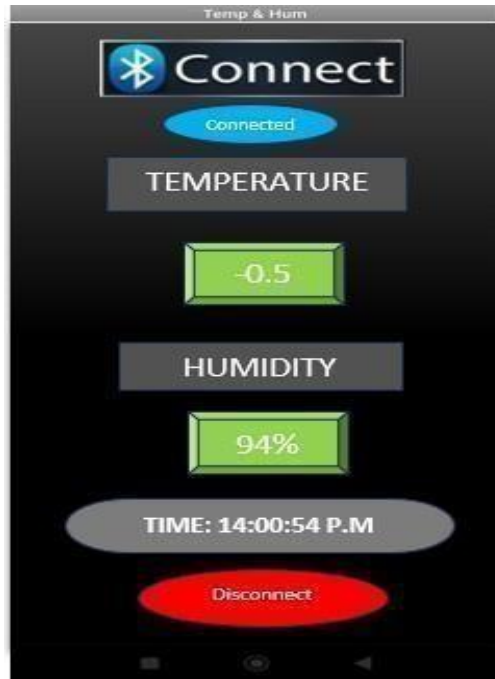 Temp & Hum
Connect
Connected
TEMPERATURE
-0.5
HUMIDITY
94%
TIME: 14:00:54 P.M
Disconnect